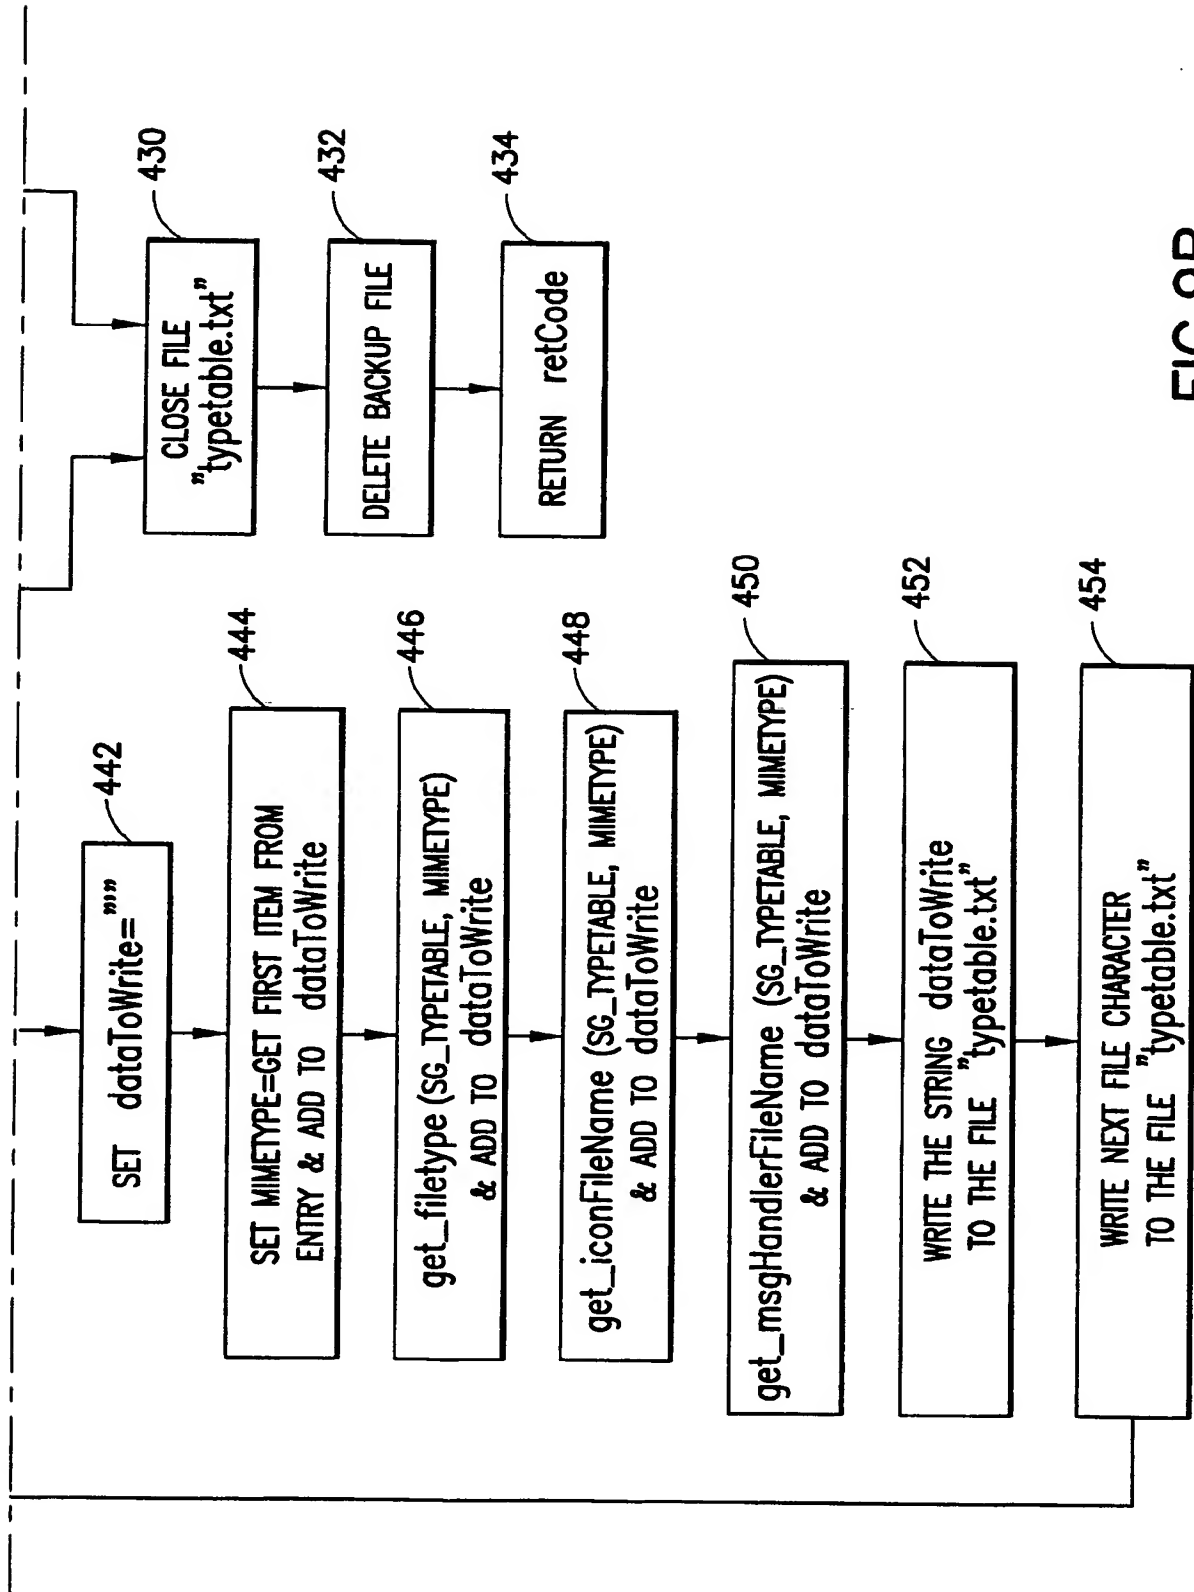 442
SET dataToWrite=""
444
SET MIMETYPE=GET FIRST ITEM FROM
ENTRY & ADD TO dataToWrite
446
get_filetype (SG_TYPETABLE, MIMETYPE)
& ADD TO dataToWrite
448
get_iconFileName (SG_TYPETABLE, MIMETYPE)
& ADD TO dataToWrite
450
get_msgHandlerFileName (SG_TYPETABLE, MIMETYPE)
& ADD TO dataToWrite
452
WRITE THE STRING dataToWrite
TO THE FILE "typetable.txt"
454
WRITE NEXT FILE CHARACTER
TO THE FILE "typetable.txt"
430
CLOSE FILE
"typetable.txt"
432
DELETE BACKUP FILE
434
RETURN retCode